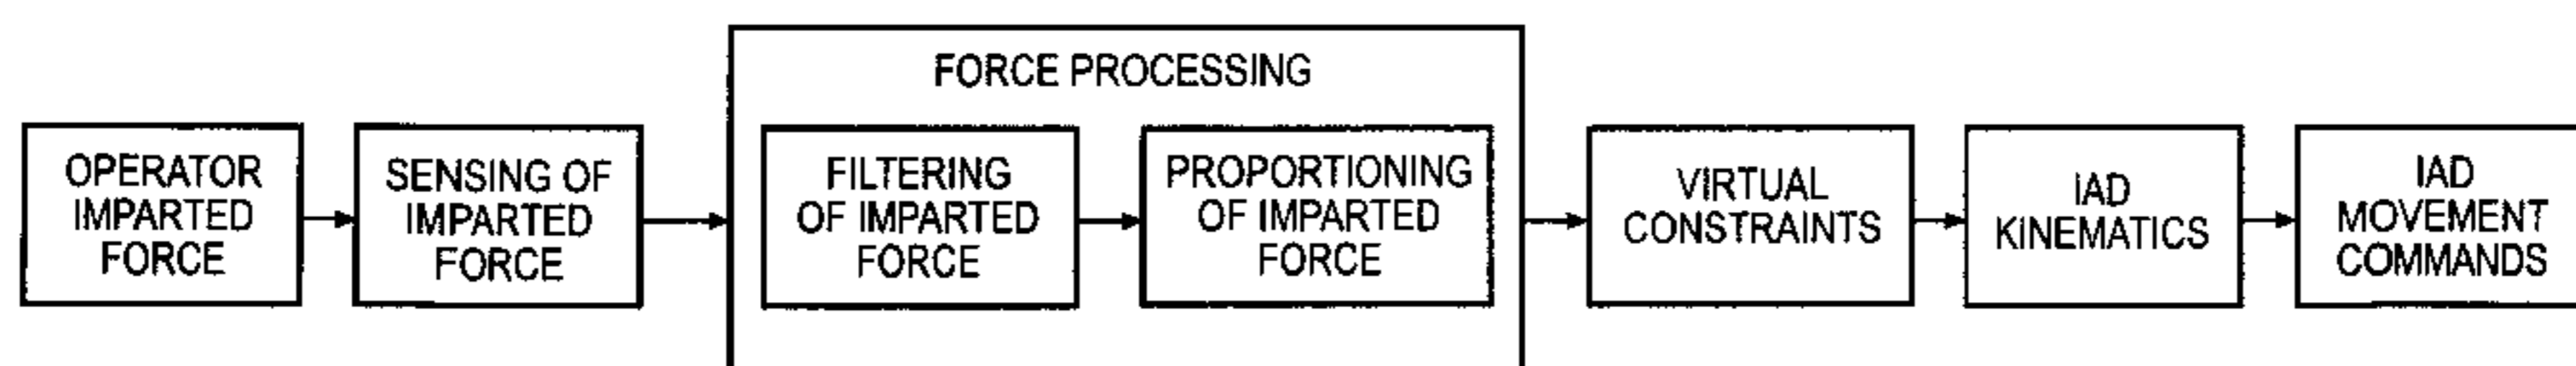 FORCE PROCESSING
OPERATOR
IMPARTED
FORCE
SENSING OF
IMPARTED
FORCE
FILTERING
OF IMPARTED
FORCE
PROPORTIONING
OF IMPARTED
FORCE
VIRTUAL
CONSTRAINTS
IAD
KINEMATICS
IAD
MOVEMENT
COMMANDS